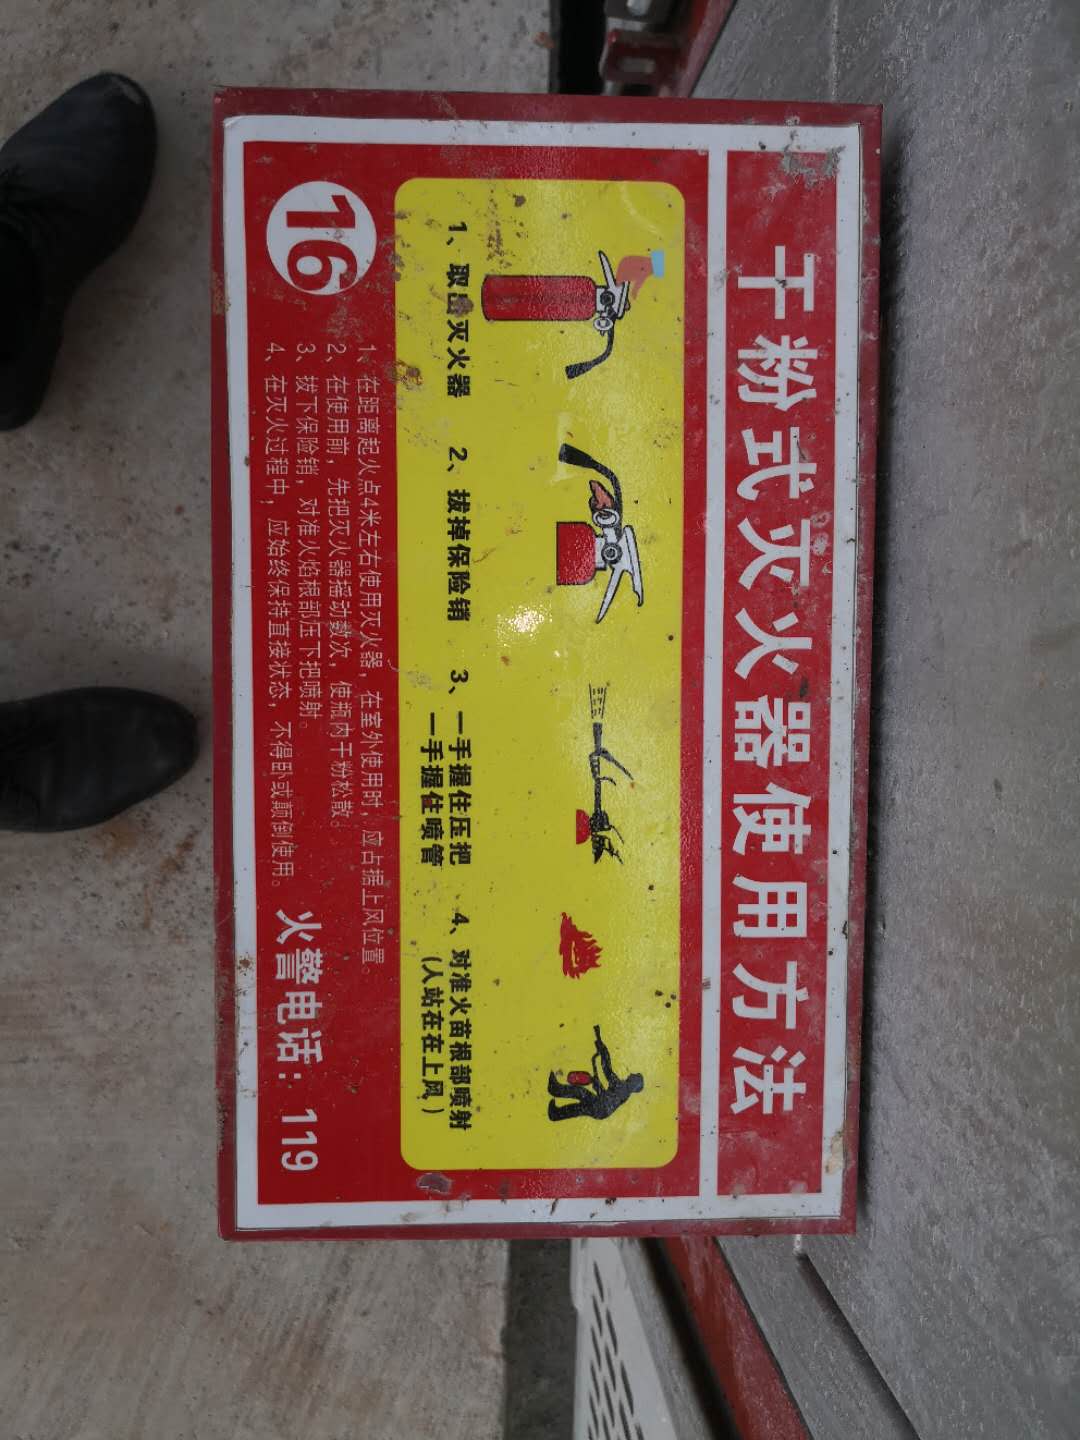 干粉式灭火器使用方法
1、取出灭火器
2、拔掉保险销
3、一手握住压把
一手握住喷管
4、对准火苗根部喷射
(人站在在上风)
16
1、在距离起火点4米左右使用灭火器，在室外使用时，应占据上风位置。
2、在使用前，先把灭火器摇动数次，使瓶内干粉松散。
3、拔下保险销，对准火焰根部压下把喷射。
4、在灭火过程中，应始终保持直接状态，不得卧或颠倒使用。
火警电话：119